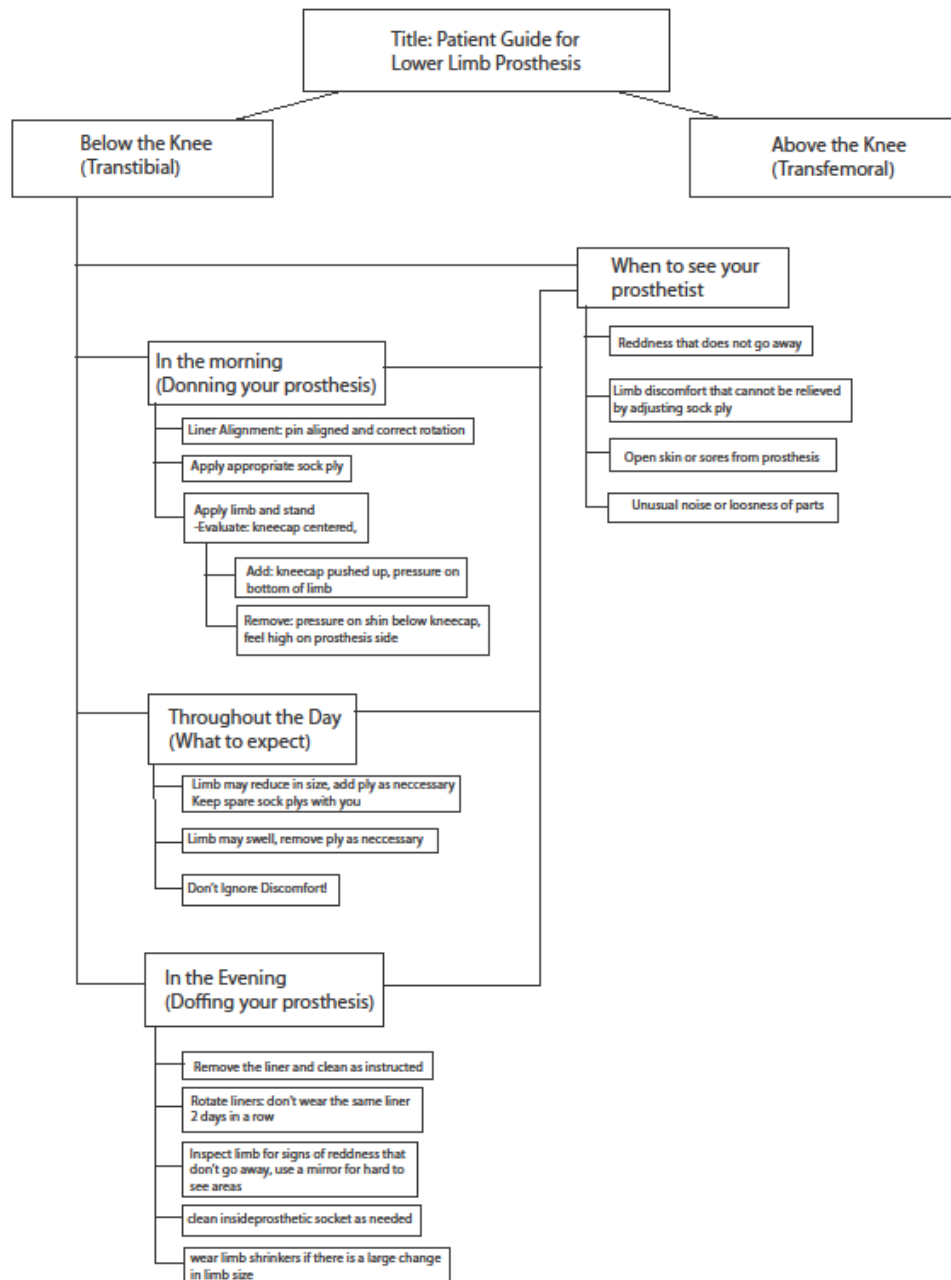 Title: Patient Guide for
Lower Limb Prosthesis
Below the Knee
(Transtibial)
Above the Knee
(Transfemoral)
When to see your
prosthetist
Reddness that does not go away
Limb discomfort that cannot be relieved
by adjusting sock ply
Open skin or sores from prosthesis
Unusual noise or loosness of parts
In the morning
(Donning your prosthesis)
Liner Alignment: pin aligned and correct rotation
Apply appropriate sock ply
Apply limb and stand
-Evaluate: kneecap centered,
Add: kneecap pushed up, pressure on
bottom of limb
Remove: pressure on shin below kneecap,
feel high on prosthesis side
Throughout the Day
(What to expect)
Limb may reduce in size, add ply as neccessary
Keep spare sock plys with you
Limb may swell, remove ply as neccessary
Don't Ignore Discomfort!
In the Evening
(Doffing your prosthesis)
Remove the liner and clean as instructed
Rotate liners: don't wear the same liner
2 days in a row
Inspect limb for signs of reddness that
don't go away, use a mirror for hard to
see areas
clean insideprosthetic socket as needed
wear limb shrinkers if there is a large change
in limb size